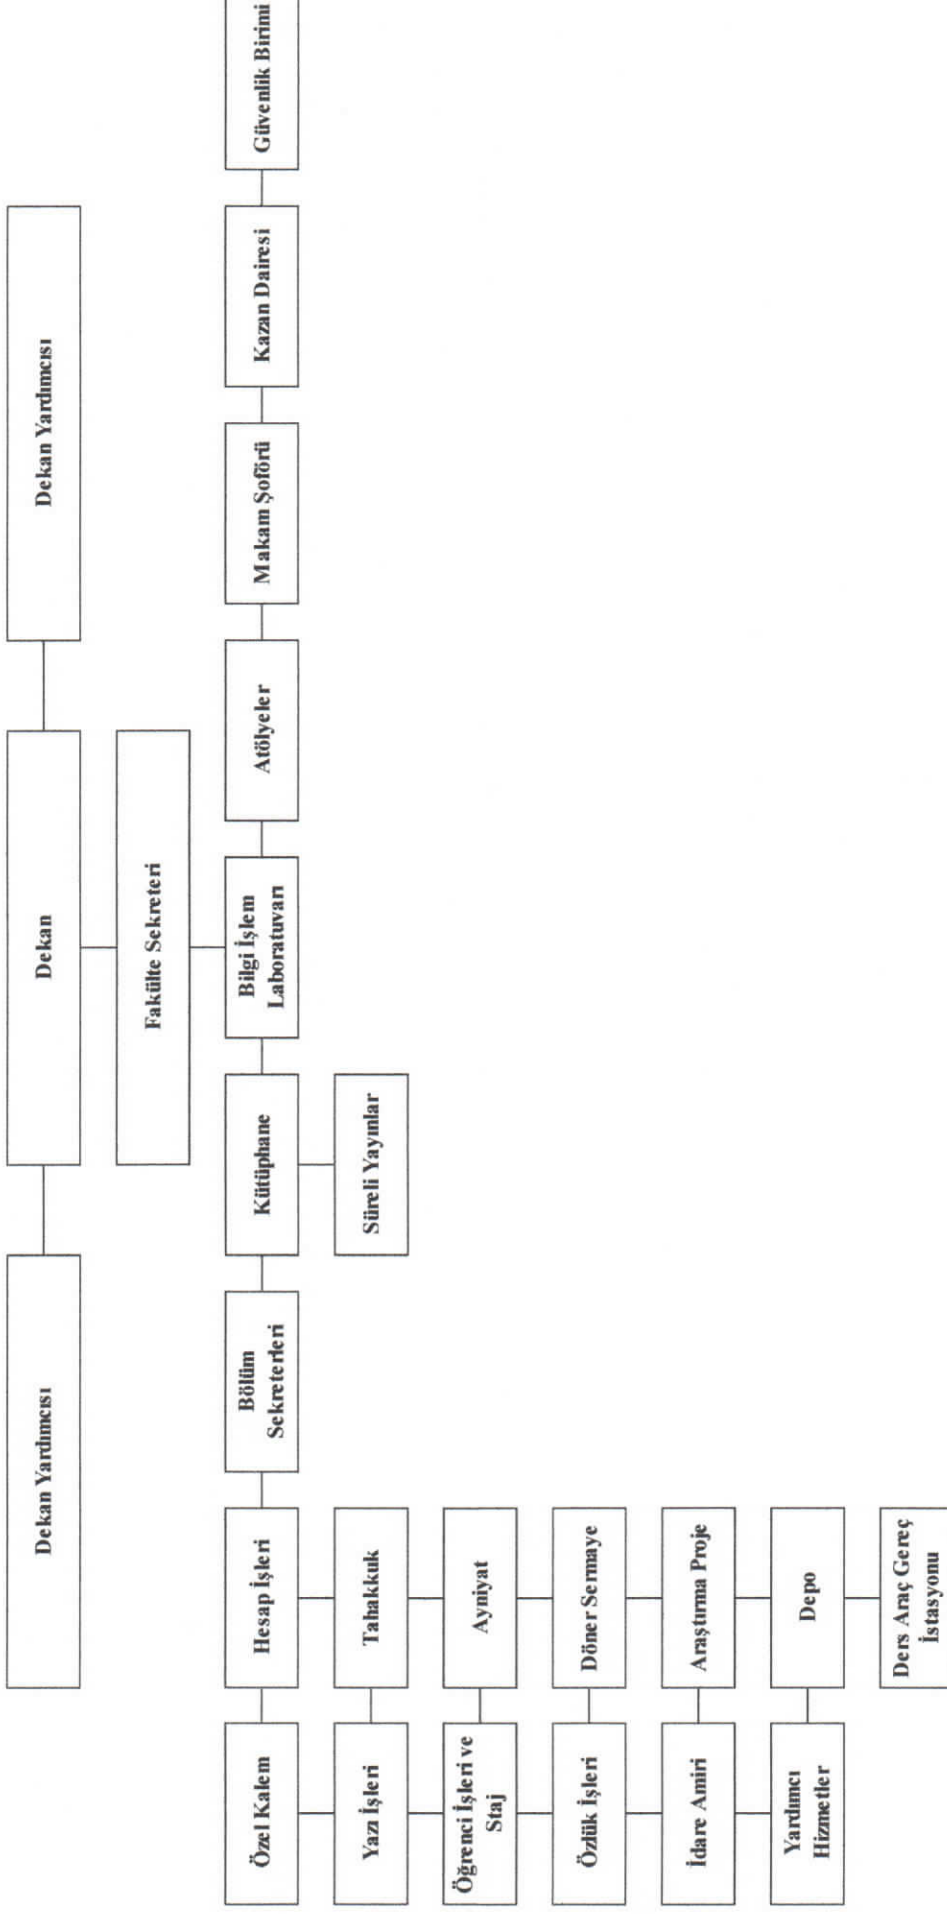 Dekan Yardımcısı
Dekan
Dekan Yardımcısı
Fakülte Sekreteri
Özel Kalem
Hesap İşleri
Bölüm
Sekreterleri
Kütüphane
Bilgi İşlem
Laboratuvarı
Atölyeler
Makam Şoförü
Kazan Dairesi
Güvenlik Birimi
Yazı İşleri
Tahakkuk
Süreli Yayınlar
Öğrenci İşleri ve
Staj
Ayniyat
Özlük İşleri
Döner Sermaye
İdare Amiri
Araştırma Proje
Yardımcı
Hizmetler
Depo
Ders Araç Gereç
İstasyonu